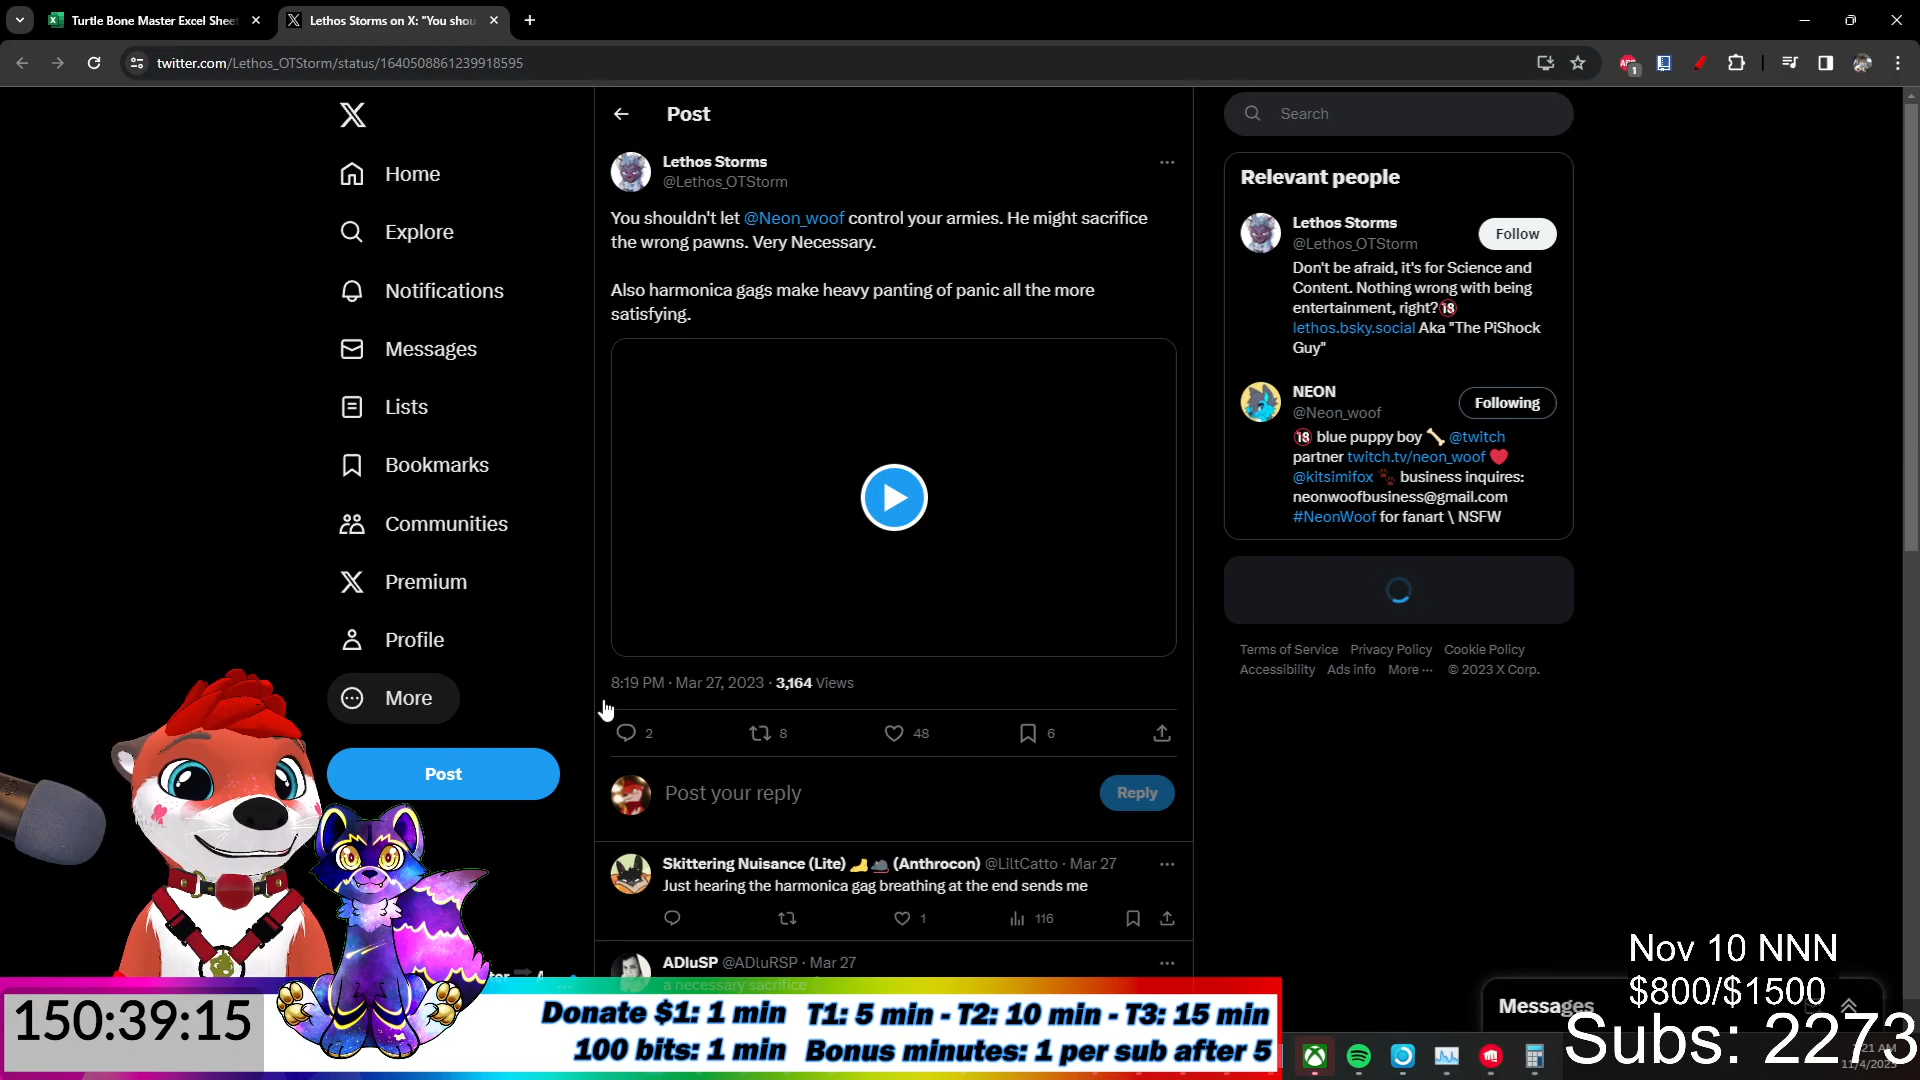 Turtle Bone Master Excel Shee
Lethos Storms on X: "You shou
twitter.com/Lethos_OTStorm/status/1640508861239918595
1
Home
Explore
Notifications
Messages
Lists
Bookmarks
Communities
Premium
Profile
More
Post
Post
Lethos Storms
@Lethos_OTStorm
You shouldn't let @Neon_woof control your armies. He might sacrifice
the wrong pawns. Very Necessary.
Also harmonica gags make heavy panting of panic all the more
satisfying.
8:19 PM · Mar 27, 2023 · 3,164 Views
2 8 48 6
Post your reply
Reply
Skittering Nuisance (Lite) (Anthrocon) @LiltCatto · Mar 27
Just hearing the harmonica gag breathing at the end sends me
1 116
ADluSP @ADLuRSP · Mar 27
a necessary sacrifice
Search
Relevant people
Lethos Storms
@Lethos_OTStorm
Follow
Don't be afraid, it's for Science and
Content. Nothing wrong with being
entertainment, right?🔞
lethos.bsky.social Aka "The PiShock
Guy"
NEON
@Neon_woof
Following
🔞 blue puppy boy 🦴 @twitch
partner twitch.tv/neon_woof ❤️
@kitsimifox 🐾 business inquires:
neonwoofbusiness@gmail.com
#NeonWoof for fanart \ NSFW
Terms of Service Privacy Policy Cookie Policy
Accessibility Ads info More ··· © 2023 X Corp.
Messages
Nov 10 NNN
$800/$1500
Subs: 2273
11/4/2023
150:39:15
Donate $1: 1 min T1: 5 min - T2: 10 min - T3: 15 min
100 bits: 1 min Bonus minutes: 1 per sub after 5